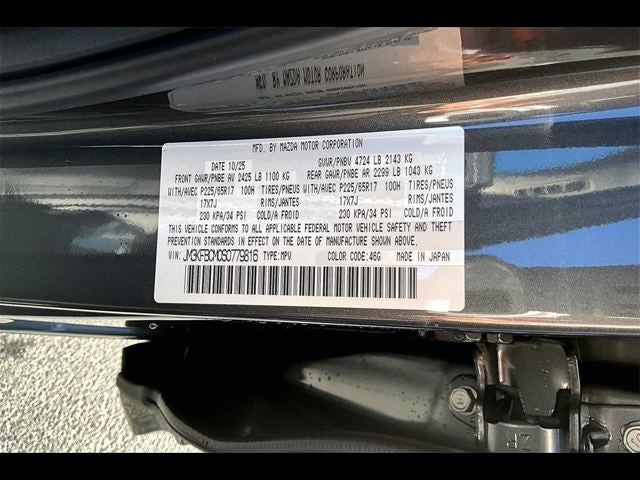 MFD. BY MAZDA MOTOR CORPORATION
DATE 10/25 GVWR/PNBV 4724 LB 2143 KG
FRONT GAWR/PNBE AV 2425 LB 1100 KG REAR GAWR/PNBE AR 2299 LB 1043 KG
WITH/AVEC P225/65R17 100H TIRES/PNEUS WITH/AVEC P225/65R17 100H TIRES/PNEUS
17X7J RIMS/JANTES 17X7J RIMS/JANTES
230 KPA/34 PSI COLD/A FROID 230 KPA/34 PSI COLD/A FROID
THIS VEHICLE CONFORMS TO ALL APPLICABLE FEDERAL MOTOR VEHICLE SAFETY AND THEFT
PREVENTION STANDARDS IN EFFECT ON THE DATE OF MANUFACTURE SHOWN ABOVE.
VIN: JM3KFBCM0S0779816 TYPE:MPV COLOR CODE:46G MADE IN JAPAN
ZR